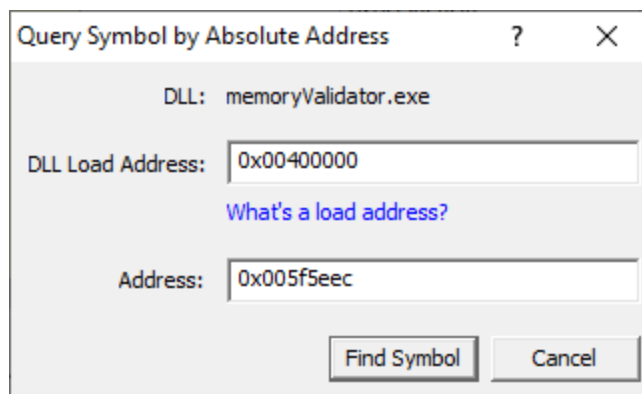 Query Symbol by Absolute Address ? ×
DLL: memoryValidator.exe
DLL Load Address: 0x00400000
What's a load address?
Address: 0x005f5eec
Find Symbol Cancel